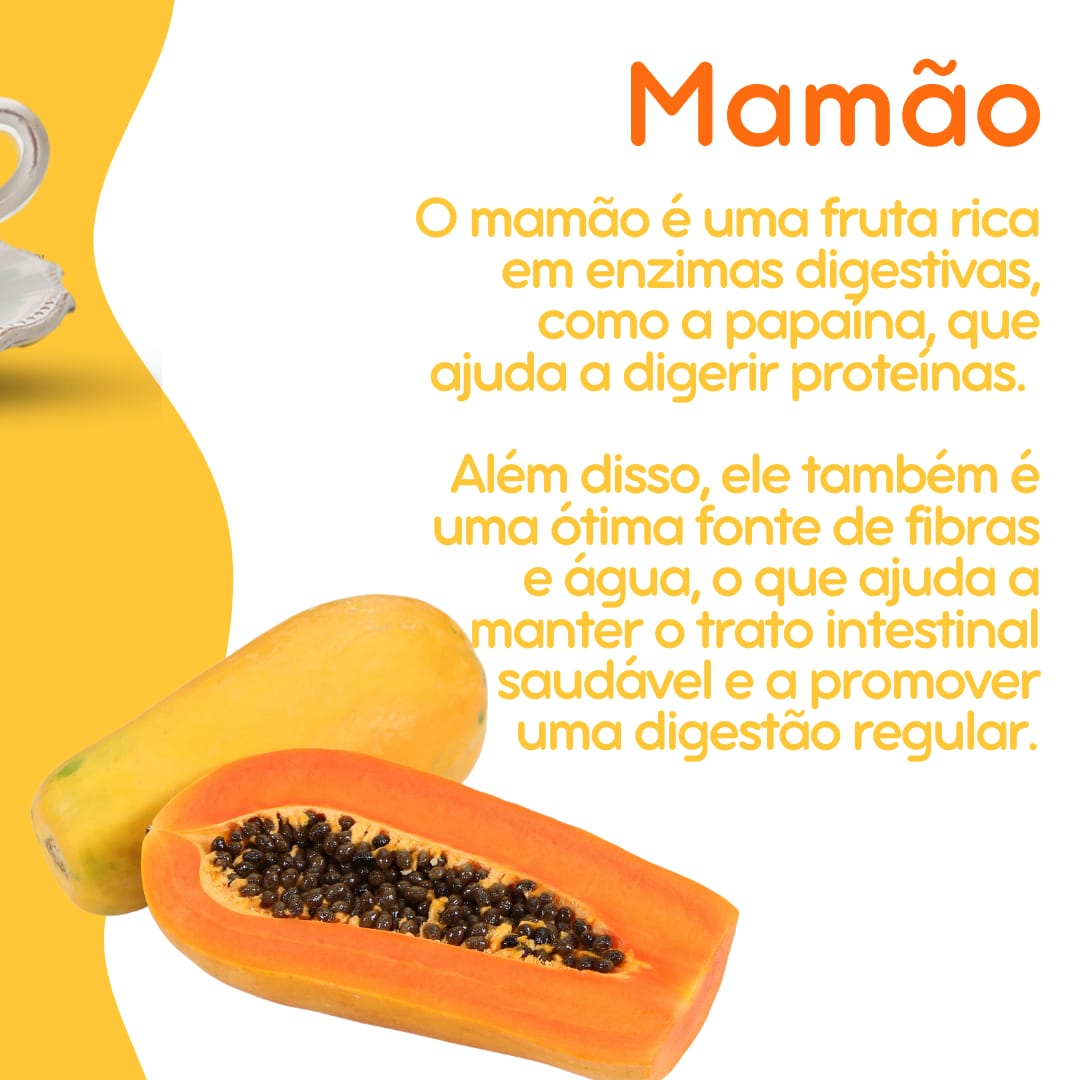 Mamão
O mamão é uma fruta rica
em enzimas digestivas,
como a papaína, que
ajuda a digerir proteínas.
Além disso, ele também é
uma ótima fonte de fibras
e água, o que ajuda a
manter o trato intestinal
saudável e a promover
uma digestão regular.